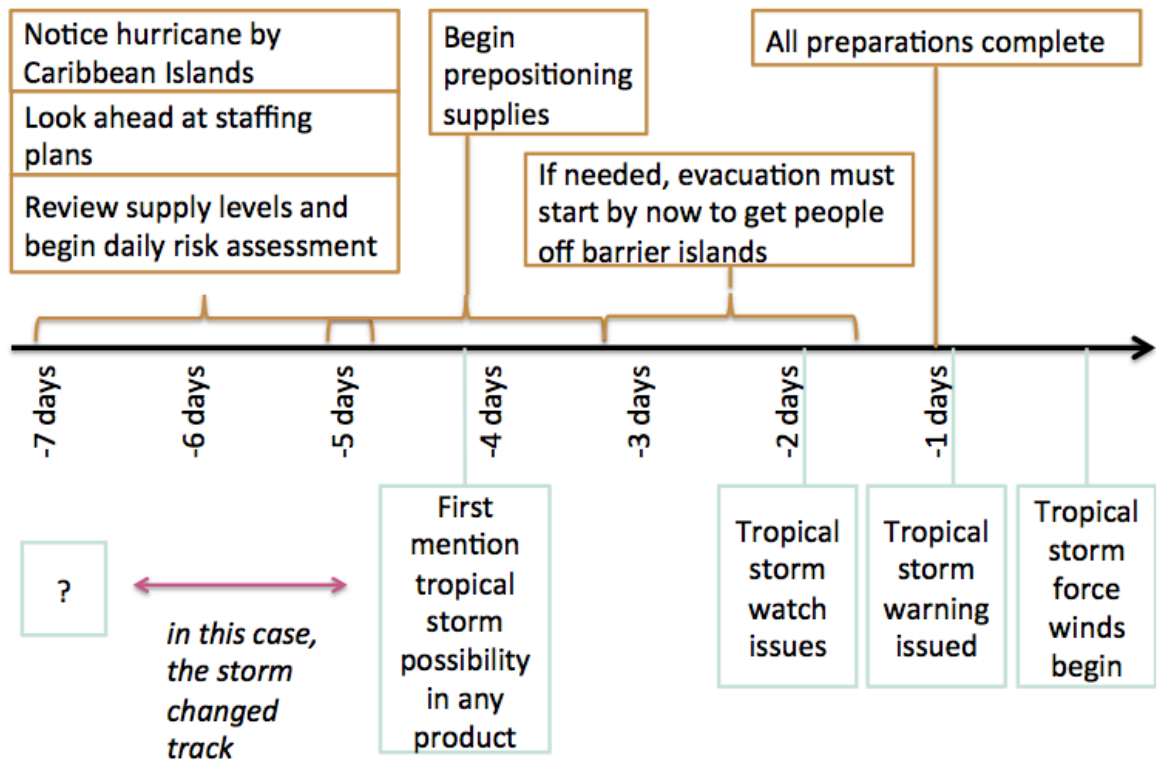 Notice hurricane by
Caribbean Islands
Look ahead at staffing
plans
Review supply levels and
begin daily risk assessment
Begin
prepositioning
supplies
All preparations complete
If needed, evacuation must
start by now to get people
off barrier islands
-7 days
-6 days
-5 days
-4 days
-3 days
-2 days
-1 days
?
in this case,
the storm
changed
track
First
mention
tropical
storm
possibility
in any
product
Tropical
storm
watch
issues
Tropical
storm
warning
issued
Tropical
storm
force
winds
begin